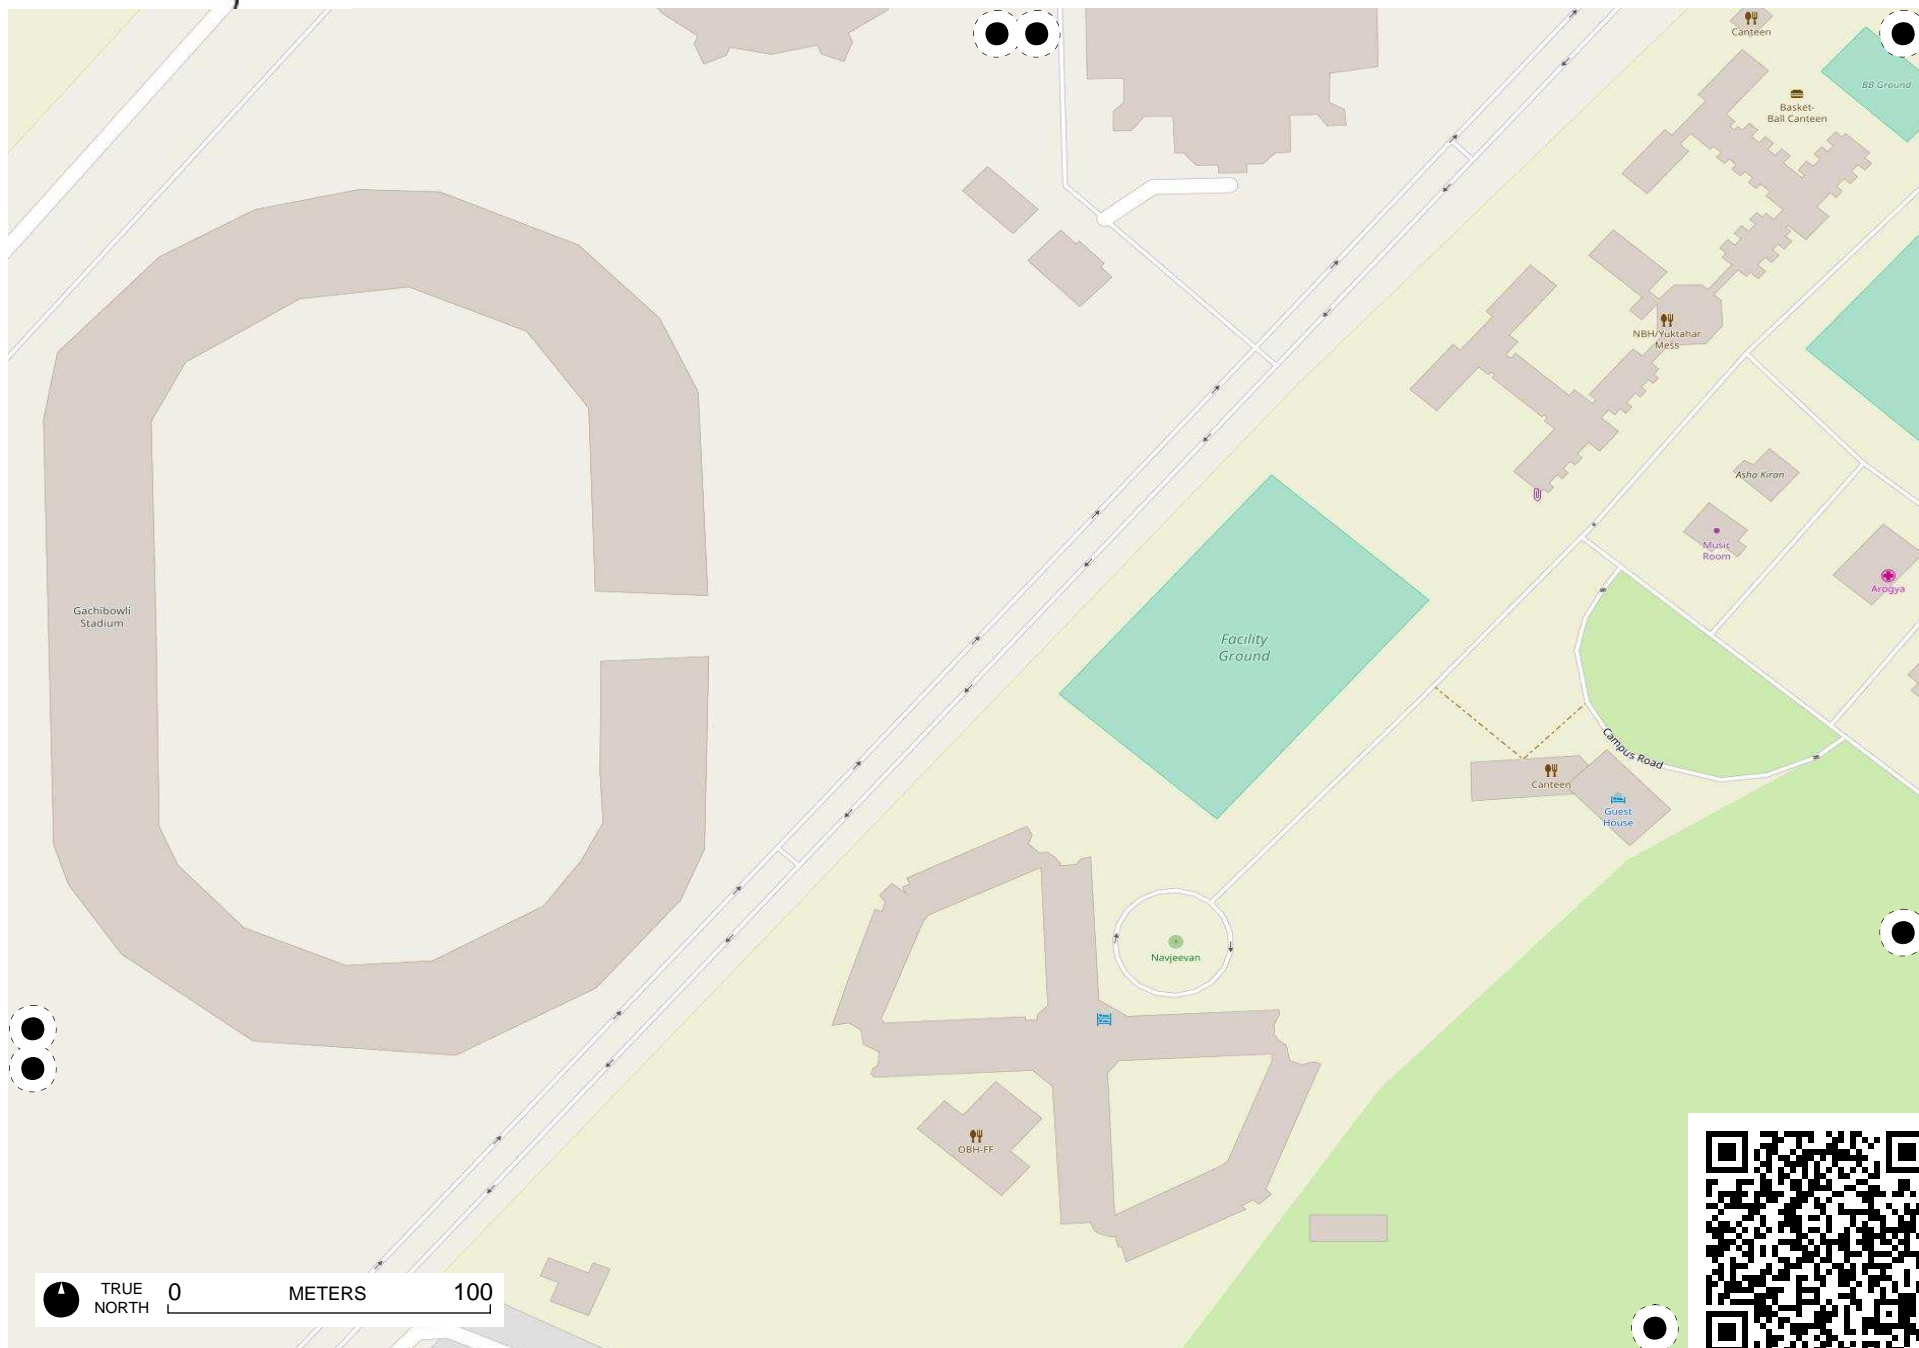 Canteen
BB Ground
Basket-
Ball Canteen
NBH/Yuktahar
Mess
Asha Kiran
Music
Room
Arogya
Gachibowli
Stadium
Facility
Ground
Campus Road
Canteen
Guest
House
Navjeevan
OBH-FF
TRUE
NORTH
0 METERS 100